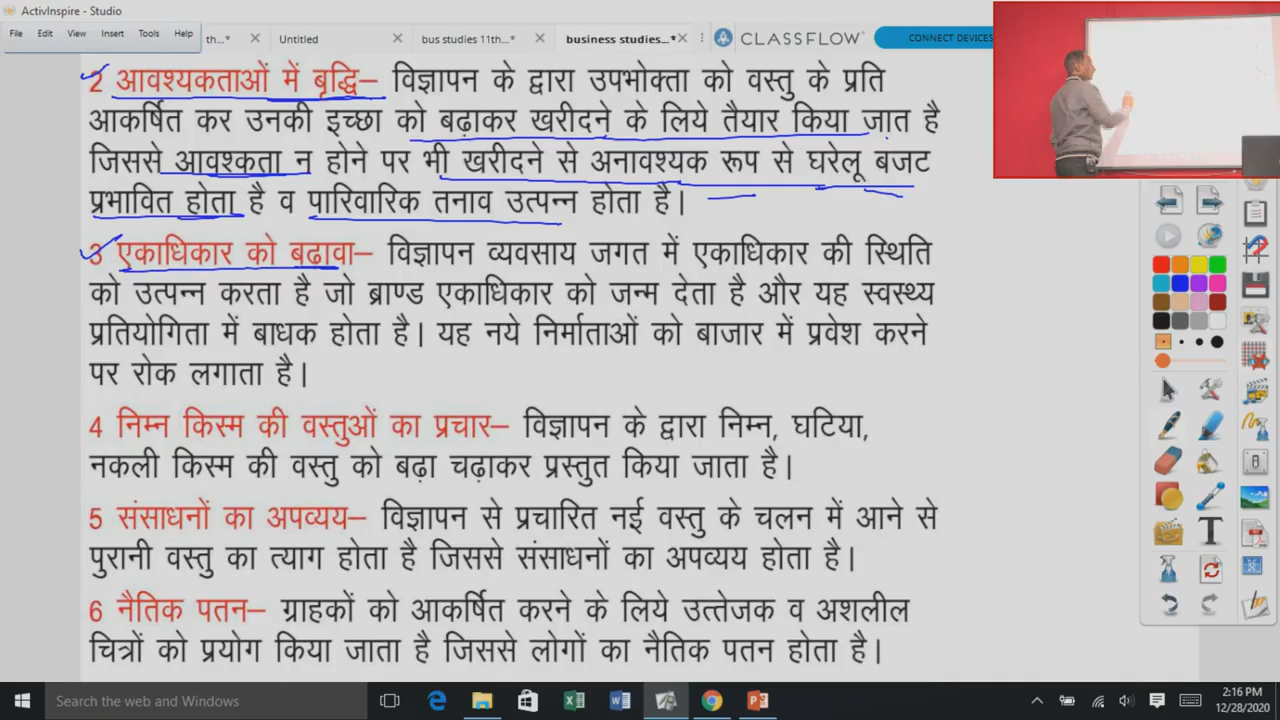 ActivInspire - Studio
File Edit View Insert Tools Help
th...* Untitled bus studies 11th...* business studies...* CLASSFLOW CONNECT DEVICES
2 आवश्यकताओं में बृद्धि– विज्ञापन के द्वारा उपभोक्ता को वस्तु के प्रति
आकर्षित कर उनकी इच्छा को बढ़ाकर खरीदने के लिये तैयार किया जात है
जिससे आवश्कता न होने पर भी खरीदने से अनावश्यक रूप से घरेलू बजट
प्रभावित होता है व पारिवारिक तनाव उत्पन्न होता है।
3 एकाधिकार को बढावा– विज्ञापन व्यवसाय जगत में एकाधिकार की स्थिति
को उत्पन्न करता है जो ब्राण्ड एकाधिकार को जन्म देता है और यह स्वस्थ्य
प्रतियोगिता में बाधक होता है। यह नये निर्माताओं को बाजार में प्रवेश करने
पर रोक लगाता है।
4 निम्न किस्म की वस्तुओं का प्रचार– विज्ञापन के द्वारा निम्न, घटिया,
नकली किस्म की वस्तु को बढ़ा चढ़ाकर प्रस्तुत किया जाता है।
5 संसाधनों का अपव्यय– विज्ञापन से प्रचारित नई वस्तु के चलन में आने से
पुरानी वस्तु का त्याग होता है जिससे संसाधनों का अपव्यय होता है।
6 नैतिक पतन– ग्राहकों को आकर्षित करने के लिये उत्तेजक व अशलील
चित्रों को प्रयोग किया जाता है जिससे लोगों का नैतिक पतन होता है।
Search the web and Windows
2:16 PM
12/28/2020